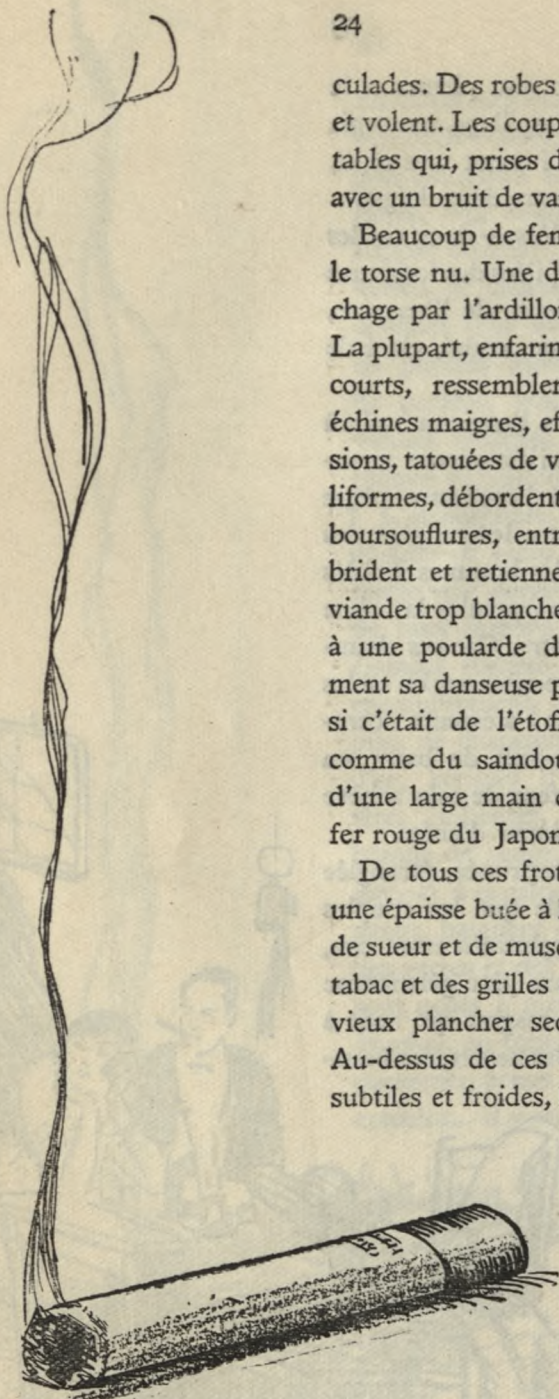 24
culades. Des robes
et volent. Les coup
tables qui, prises d
avec un bruit de va
Beaucoup de fem
le torse nu. Une d
chage par l'ardillon
La plupart, enfarin
courts, ressemblen
échines maigres, ef
sions, tatouées de v
liformes, débordent
boursouflures, entr
brident et retienne
viande trop blanche
à une poularde d
ment sa danseuse p
si c'était de l'étof
comme du saindou
d'une large main
fer rouge du Japon
De tous ces frot
une épaisse buée à
de sueur et de musc
tabac et des grilles
vieux plancher sec
Au-dessus de ces
subtiles et froides,